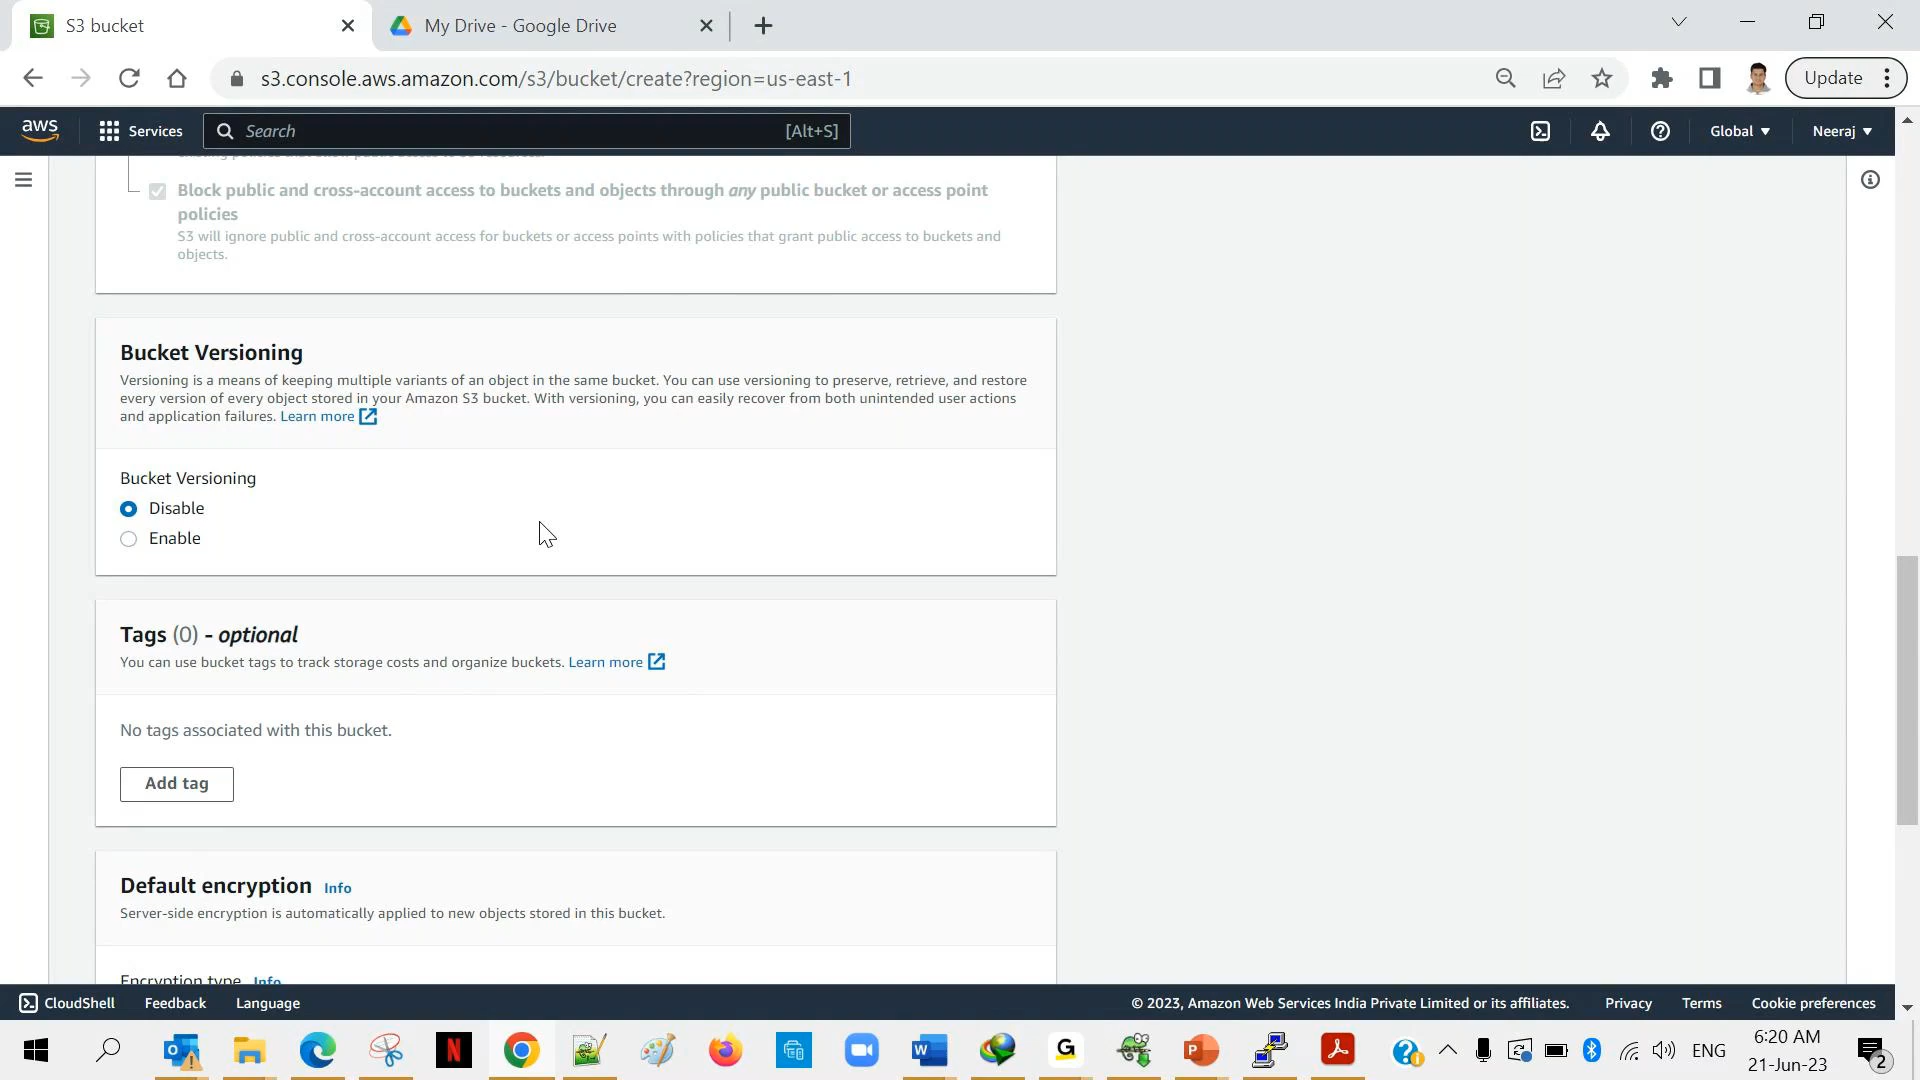 S3 bucket
My Drive - Google Drive
s3.console.aws.amazon.com/s3/bucket/create?region=us-east-1
Update
aws
Services
Search
[Alt+S]
Global
Neeraj
Block public and cross-account access to buckets and objects through any public bucket or access point
policies
S3 will ignore public and cross-account access for buckets or access points with policies that grant public access to buckets and
objects.
Bucket Versioning
Versioning is a means of keeping multiple variants of an object in the same bucket. You can use versioning to preserve, retrieve, and restore
every version of every object stored in your Amazon S3 bucket. With versioning, you can easily recover from both unintended user actions
and application failures. Learn more
Bucket Versioning
Disable
Enable
Tags (0) - optional
You can use bucket tags to track storage costs and organize buckets. Learn more
No tags associated with this bucket.
Add tag
Default encryption Info
Server-side encryption is automatically applied to new objects stored in this bucket.
Encryption type Info
CloudShell
Feedback
Language
© 2023, Amazon Web Services India Private Limited or its affiliates.
Privacy
Terms
Cookie preferences
ENG
6:20 AM
21-Jun-23
2